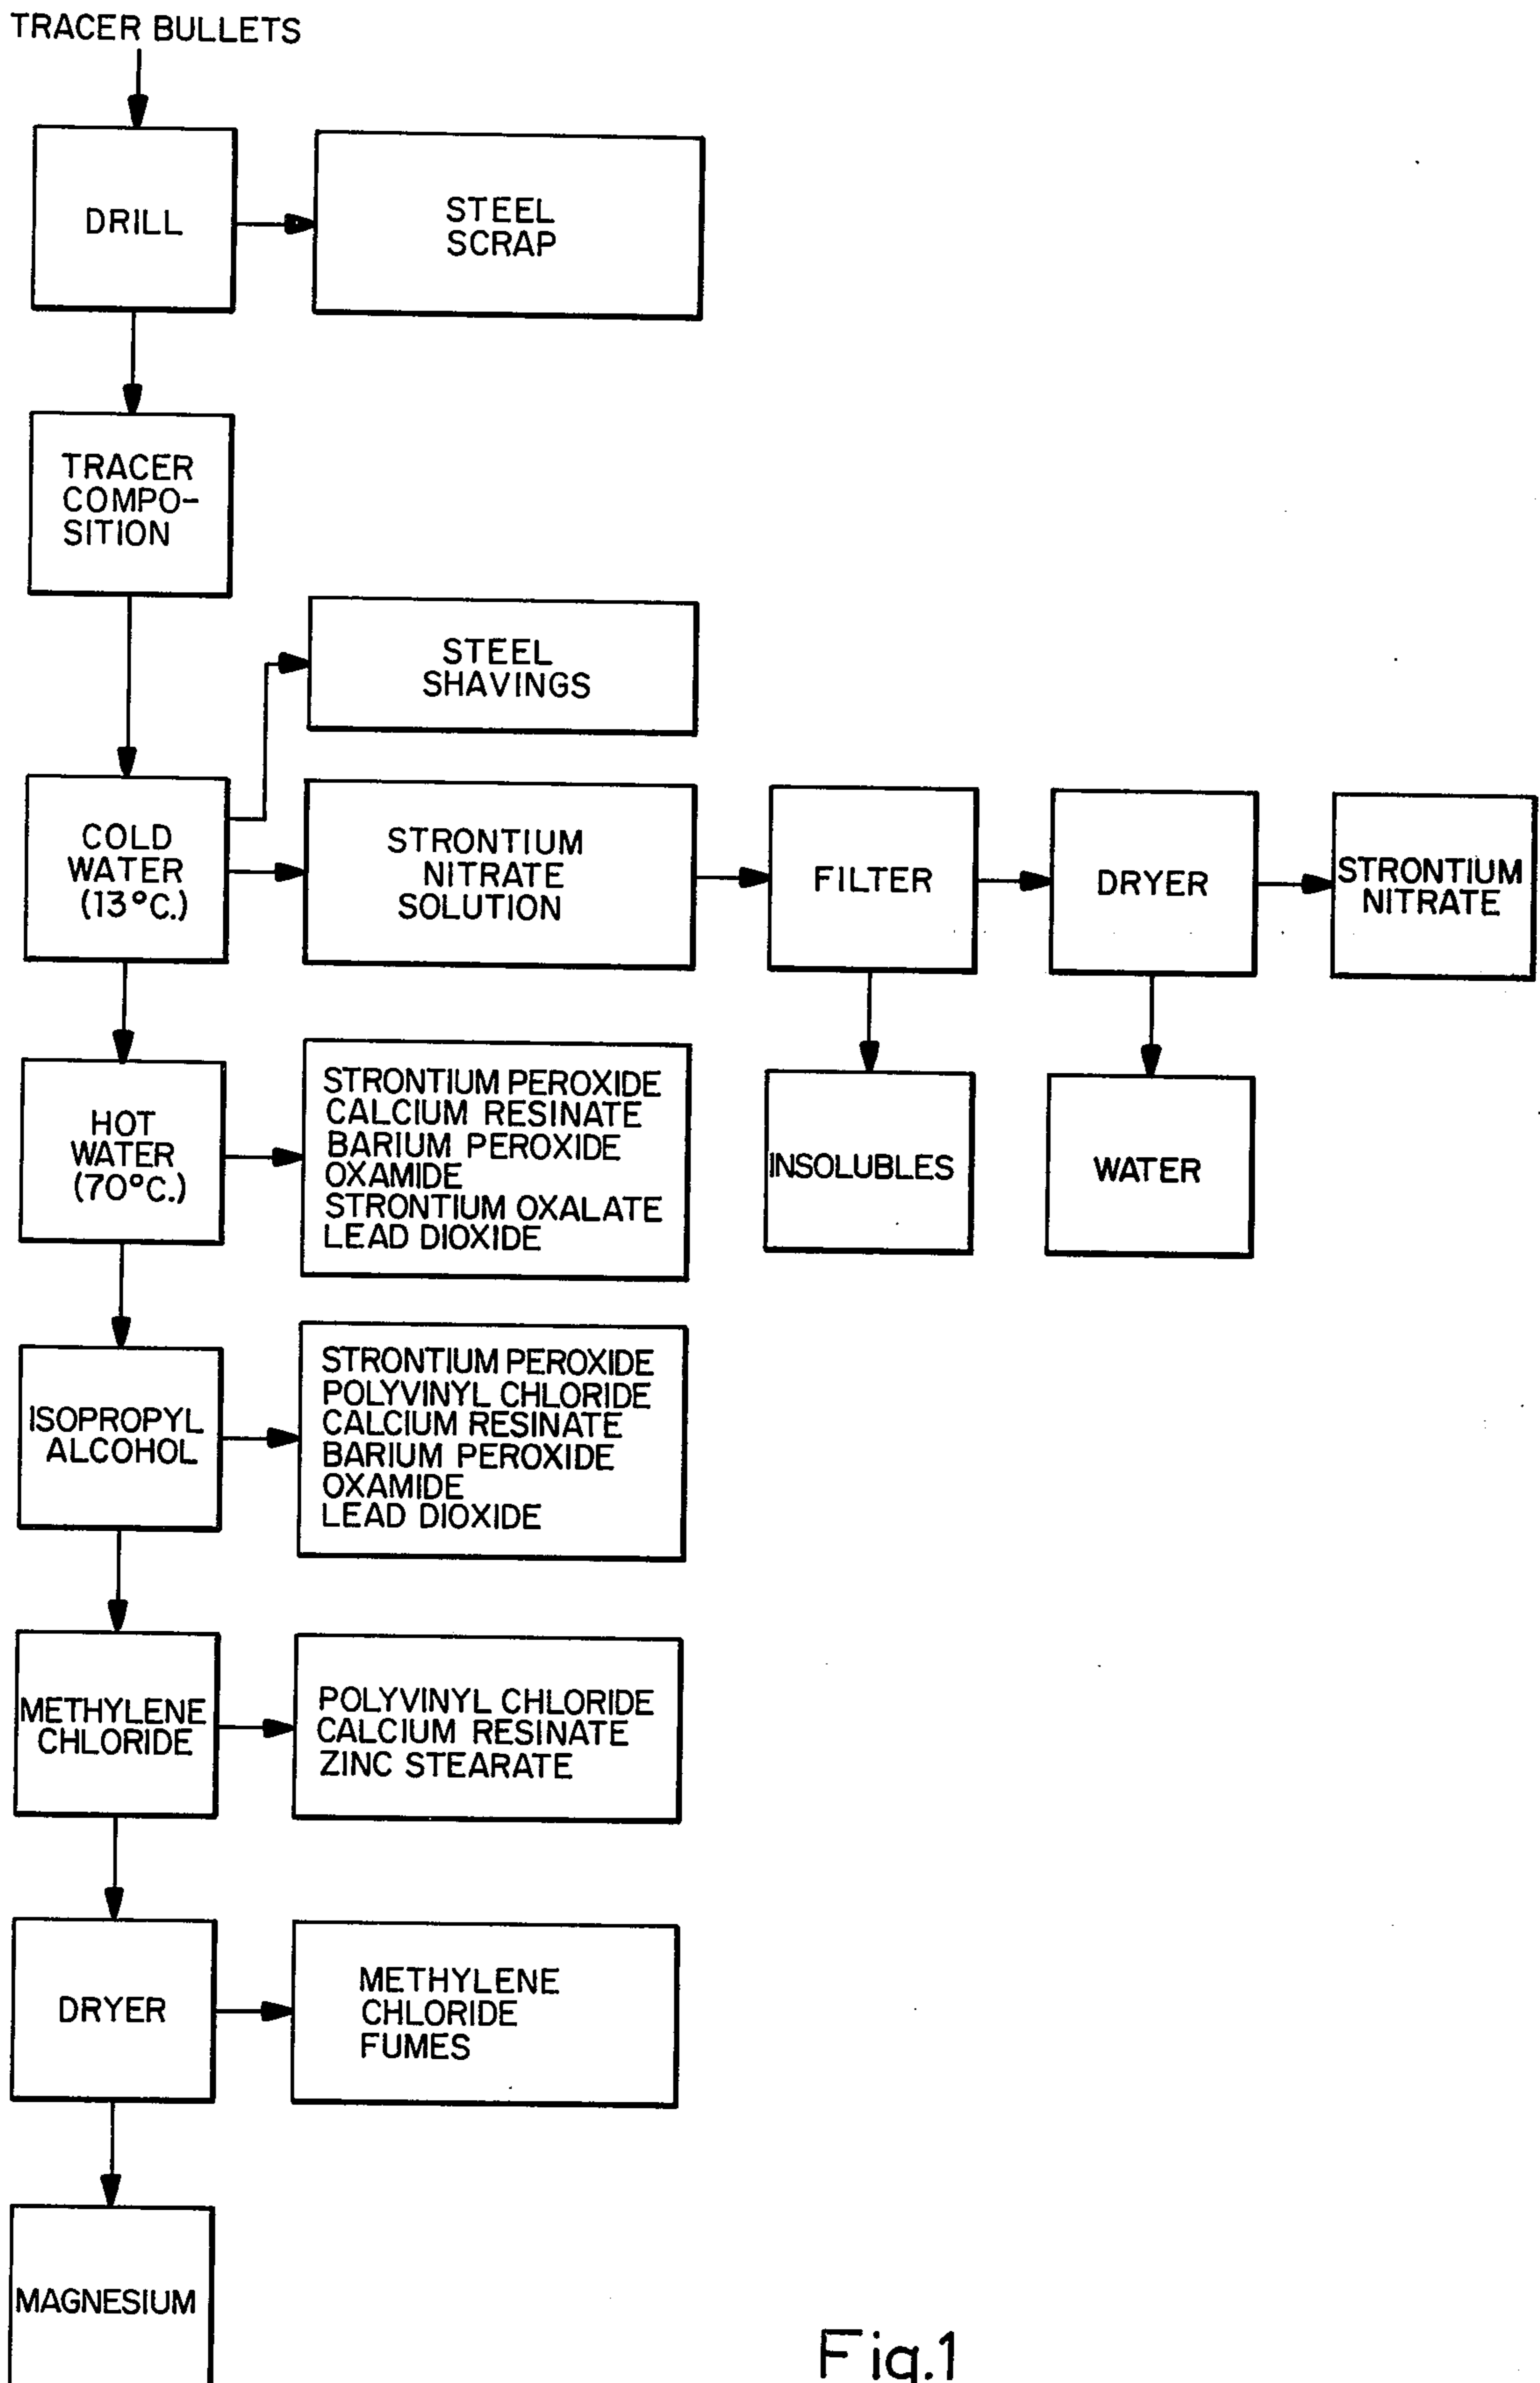 TRACER BULLETS
DRILL
STEEL
SCRAP
TRACER
COMPO-
SITION
STEEL
SHAVINGS
COLD
WATER
(13°C.)
STRONTIUM
NITRATE
SOLUTION
FILTER
DRYER
STRONTIUM
NITRATE
HOT
WATER
(70°C.)
STRONTIUM PEROXIDE
CALCIUM RESINATE
BARIUM PEROXIDE
OXAMIDE
STRONTIUM OXALATE
LEAD DIOXIDE
INSOLUBLES
WATER
ISOPROPYL
ALCOHOL
STRONTIUM PEROXIDE
POLYVINYL CHLORIDE
CALCIUM RESINATE
BARIUM PEROXIDE
OXAMIDE
LEAD DIOXIDE
METHYLENE
CHLORIDE
POLYVINYL CHLORIDE
CALCIUM RESINATE
ZINC STEARATE
DRYER
METHYLENE
CHLORIDE
FUMES
MAGNESIUM
Fig.1